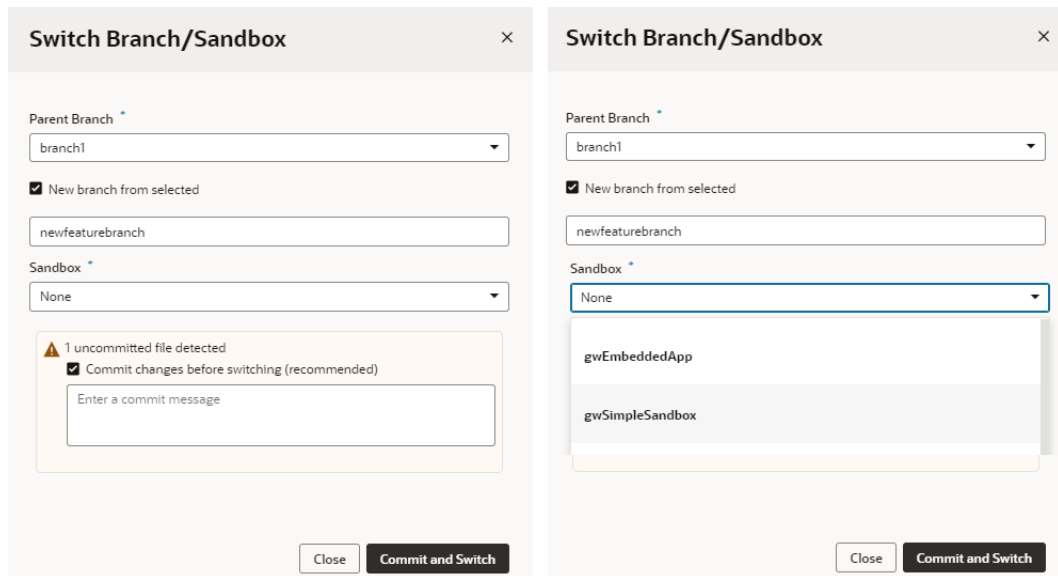 Switch Branch/Sandbox ×
Parent Branch *
branch1
New branch from selected
newfeaturebranch
Sandbox *
None
1 uncommitted file detected
Commit changes before switching (recommended)
Enter a commit message
Close Commit and Switch
Switch Branch/Sandbox ×
Parent Branch *
branch1
New branch from selected
newfeaturebranch
Sandbox *
None
gwEmbeddedApp
gwSimpleSandbox
Close Commit and Switch